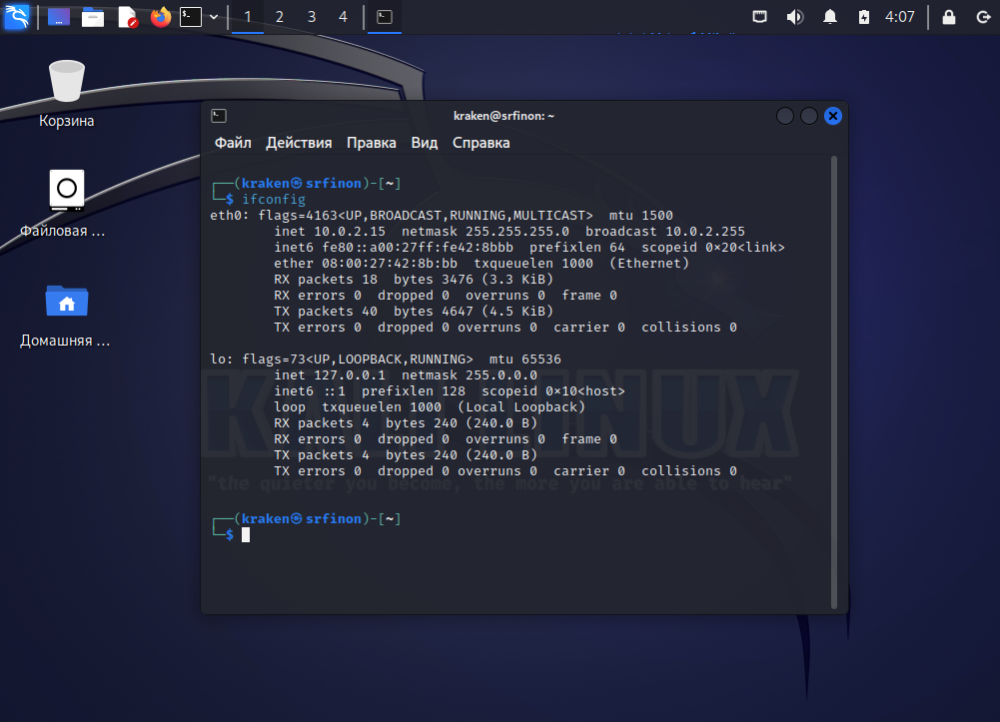 1 2 3 4 4:07
Корзина
Файловая ...
Домашняя ...
kraken@srfinon: ~
Файл Действия Правка Вид Справка
┌──(kraken㉿srfinon)-[~]
└─$ ifconfig
eth0: flags=4163<UP,BROADCAST,RUNNING,MULTICAST>  mtu 1500
        inet 10.0.2.15  netmask 255.255.255.0  broadcast 10.0.2.255
        inet6 fe80::a00:27ff:fe42:8bbb  prefixlen 64  scopeid 0×20<link>
        ether 08:00:27:42:8b:bb  txqueuelen 1000  (Ethernet)
        RX packets 18  bytes 3476 (3.3 KiB)
        RX errors 0  dropped 0  overruns 0  frame 0
        TX packets 40  bytes 4647 (4.5 KiB)
        TX errors 0  dropped 0 overruns 0  carrier 0  collisions 0
lo: flags=73<UP,LOOPBACK,RUNNING>  mtu 65536
        inet 127.0.0.1  netmask 255.0.0.0
        inet6 ::1  prefixlen 128  scopeid 0×10<host>
        loop  txqueuelen 1000  (Local Loopback)
        RX packets 4  bytes 240 (240.0 B)
        RX errors 0  dropped 0  overruns 0  frame 0
        TX packets 4  bytes 240 (240.0 B)
        TX errors 0  dropped 0 overruns 0  carrier 0  collisions 0
KALI LINUX
"the quieter you become, the more you are able to hear"
┌──(kraken㉿srfinon)-[~]
└─$